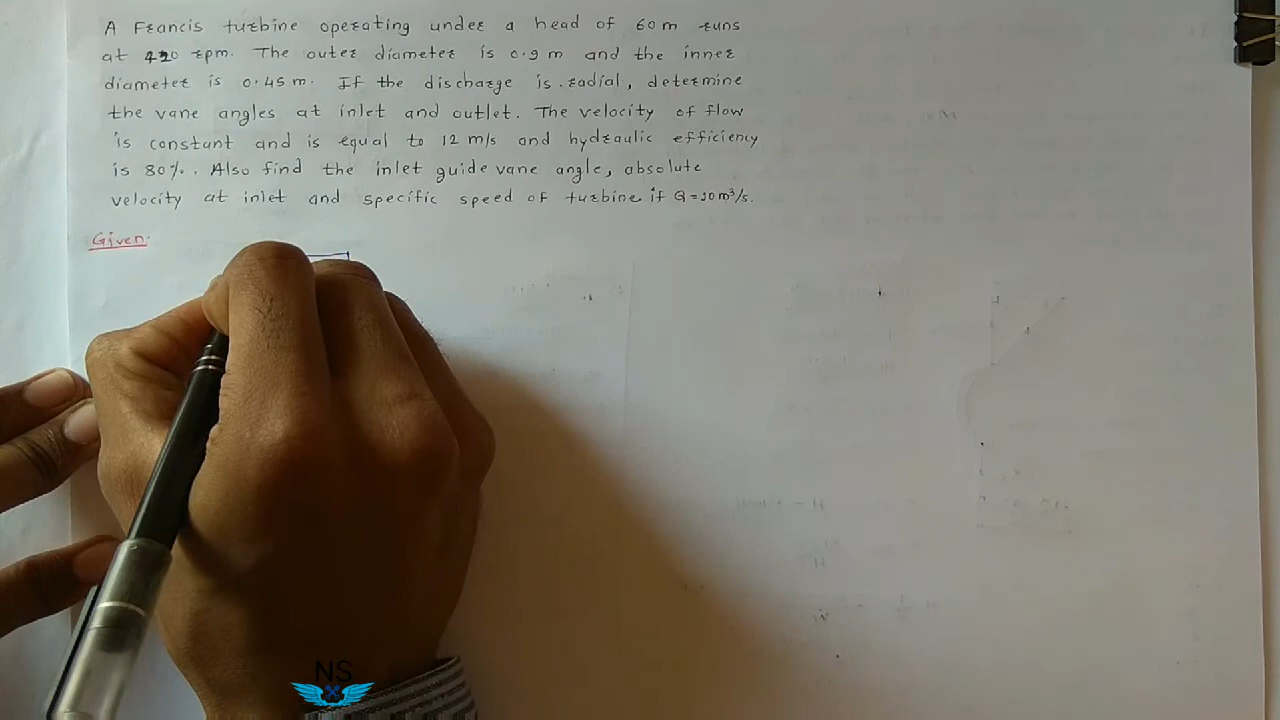 A Francis turbine operating under a head of 60 m runs
at 420 rpm. The outer diameter is 0.9 m and the inner
diameter is 0.45 m. If the discharge is radial, determine
the vane angles at inlet and outlet. The velocity of flow
is constant and is equal to 12 m/s and hydraulic efficiency
is 80%. Also find the inlet guide vane angle, absolute
velocity at inlet and specific speed of turbine if Q=10m³/s.
Given:
NS